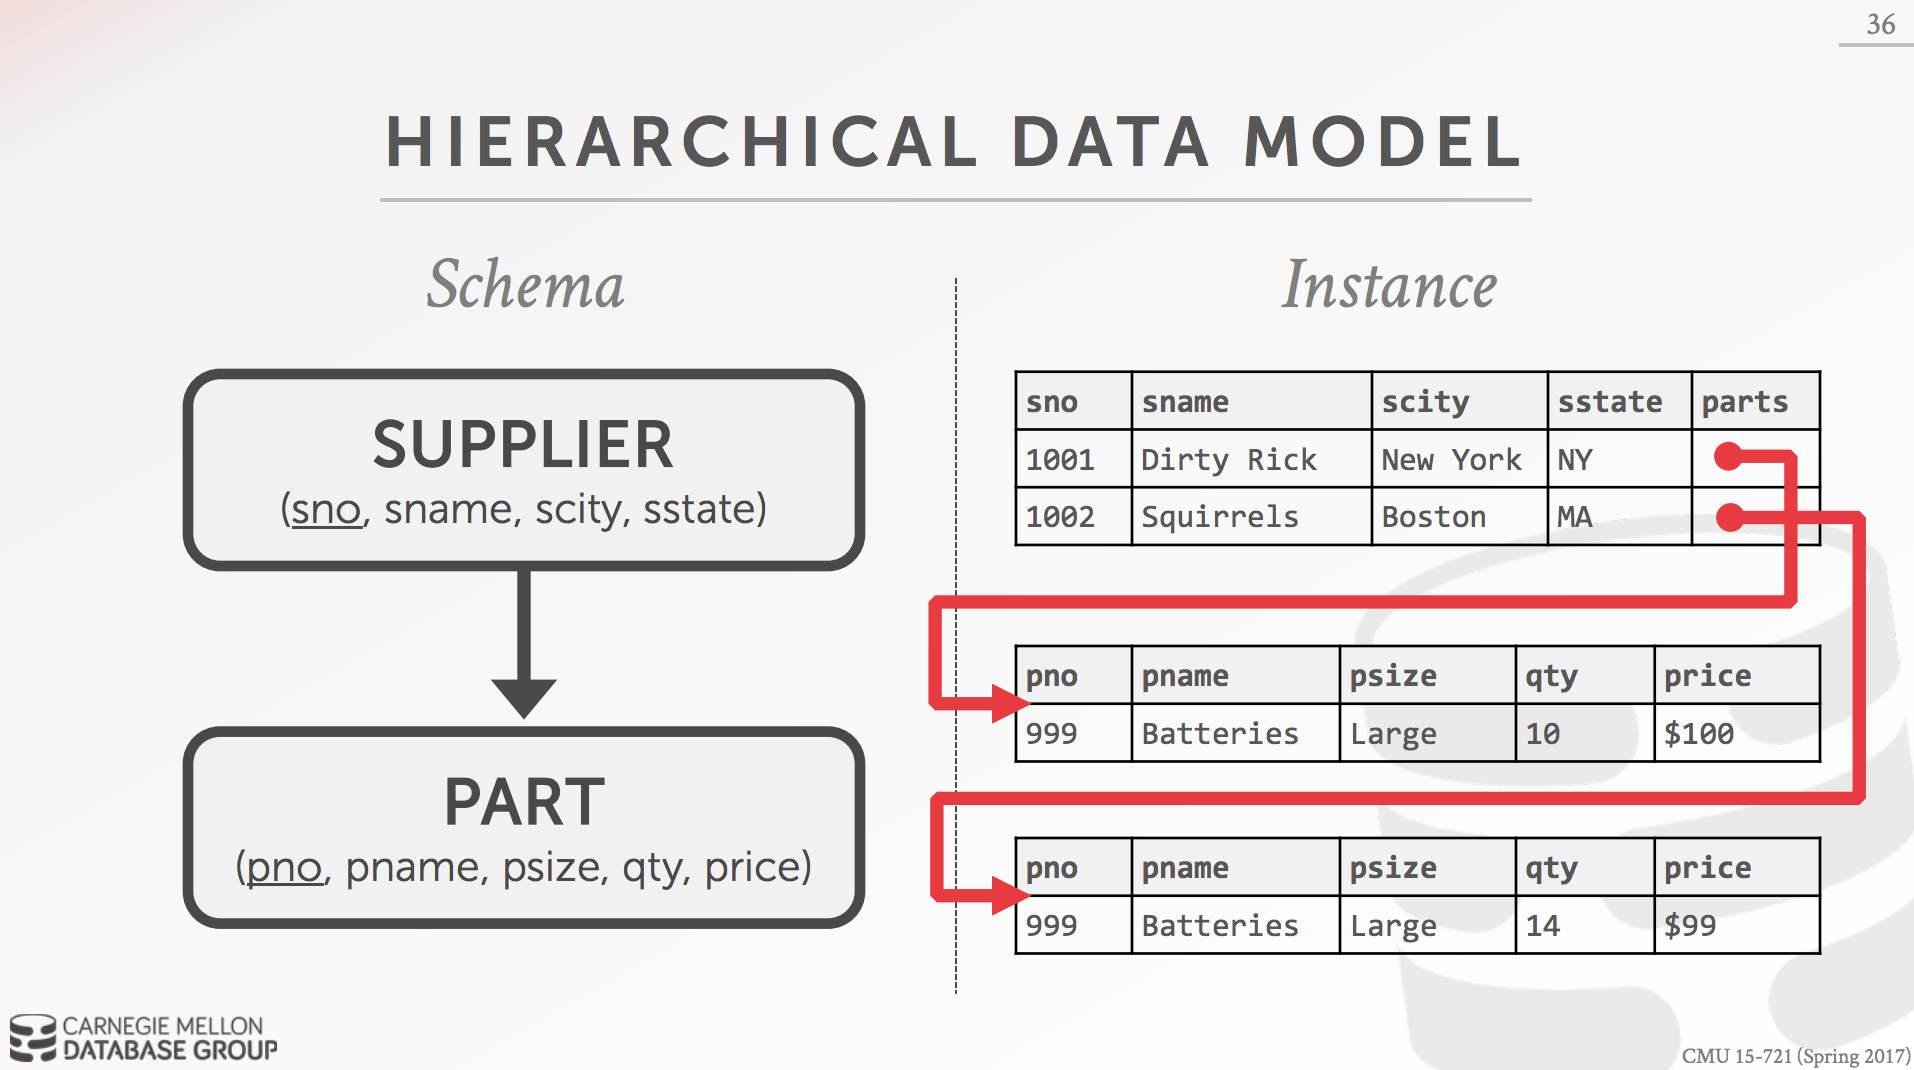 36
HIERARCHICAL DATA MODEL
Schema
SUPPLIER
(sno, sname, scity, sstate)
PART
(pno, pname, psize, qty, price)
Instance
sno sname scity sstate parts
1001 Dirty Rick New York NY
1002 Squirrels Boston MA
pno pname psize qty price
999 Batteries Large 10 $100
pno pname psize qty price
999 Batteries Large 14 $99
CARNEGIE MELLON
DATABASE GROUP
CMU 15-721 (Spring 2017)